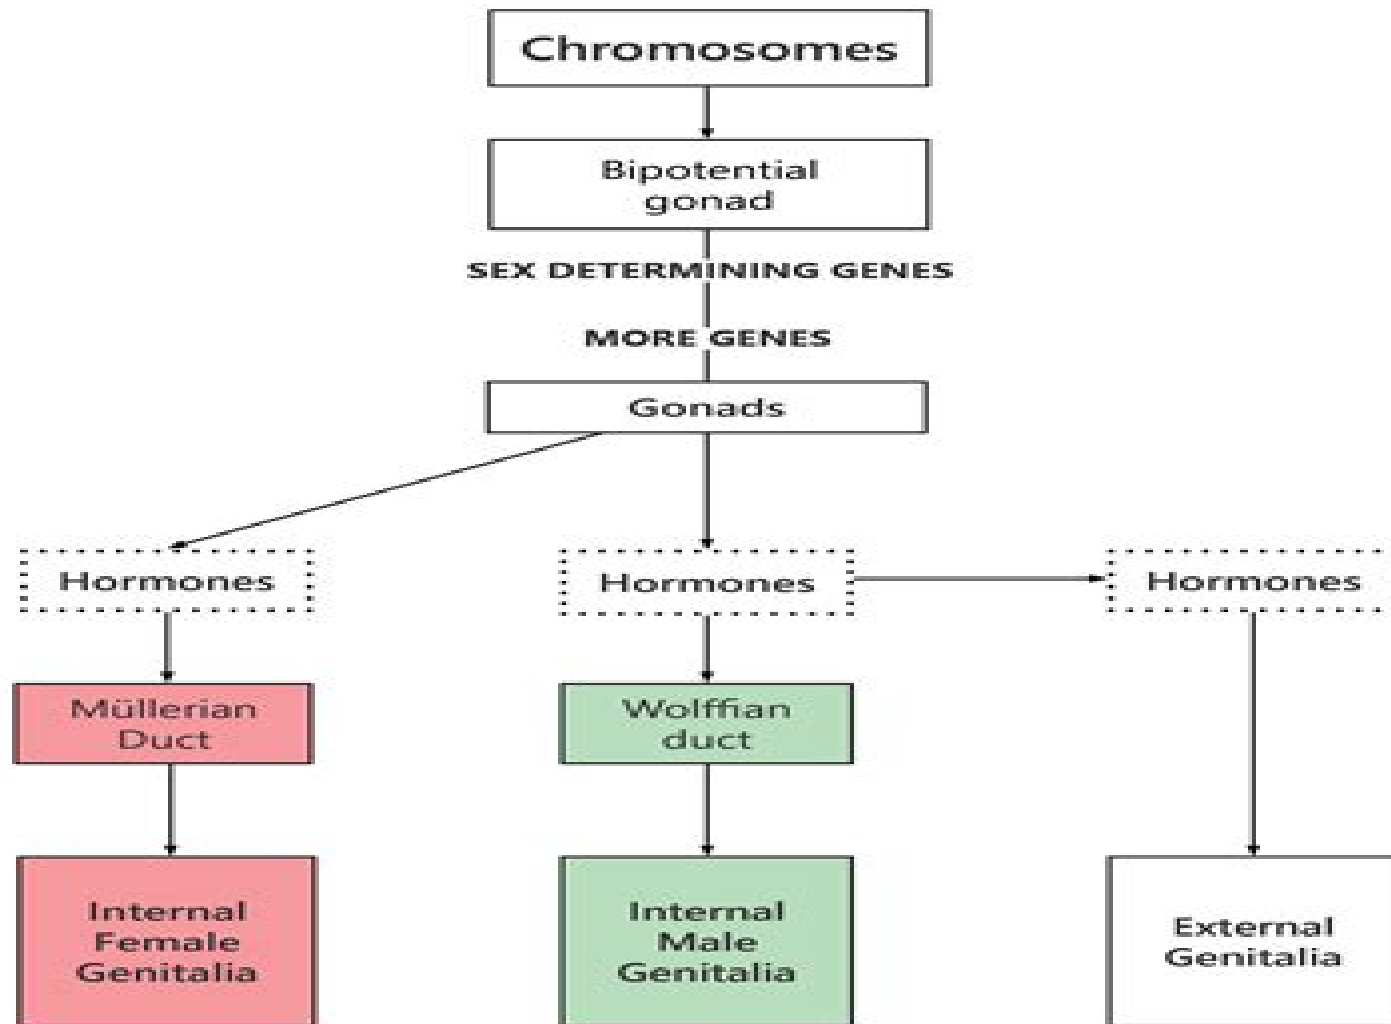 Chromosomes
Bipotential
gonad
SEX DETERMINING GENES
MORE GENES
Gonads
Hormones
Hormones
Hormones
Müllerian
Duct
Wolffian
duct
Internal
Female
Genitalia
Internal
Male
Genitalia
External
Genitalia